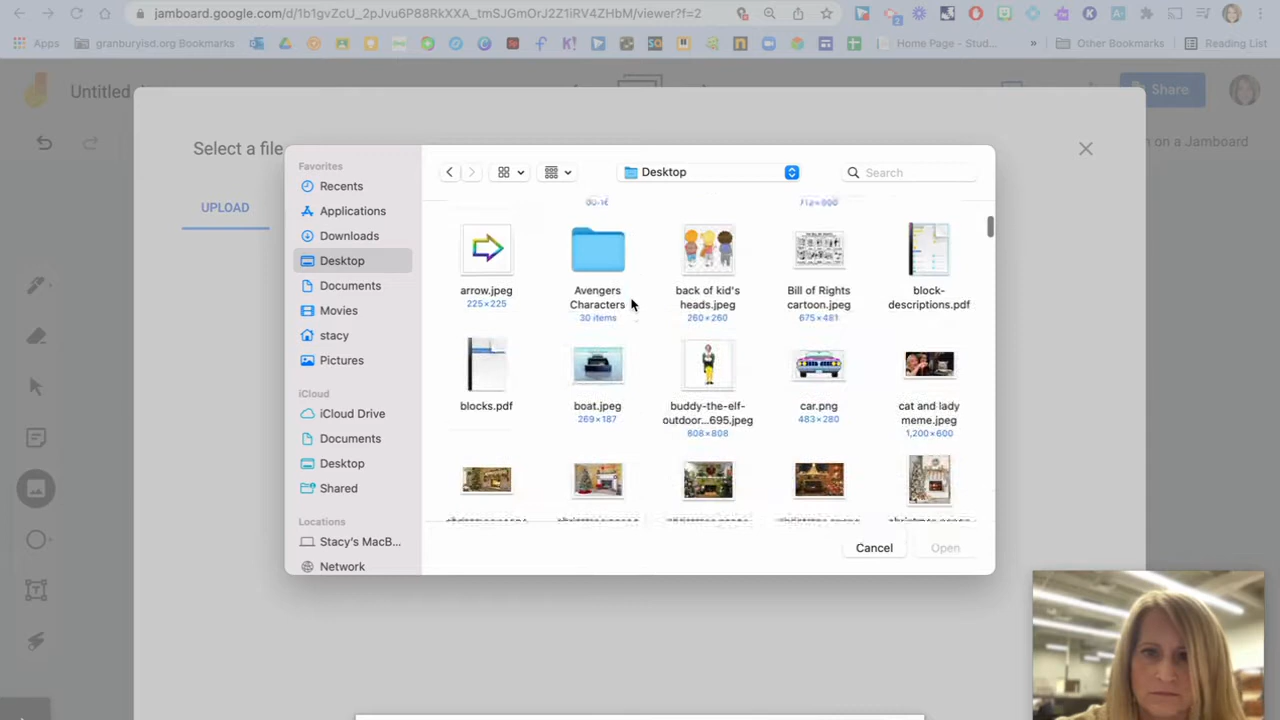 jamboard.google.com/d/1b1gvZcU_2pJvu6P88RkXXA_tmSJGmOrJ2Z1iRV4ZHbM/viewer?f=2
Apps
granburyisd.org Bookmarks
Home Page - Stud...
»
Other Bookmarks
Reading List
Untitled
Share
Select a file
n on a Jamboard
UPLOAD
Favorites
Recents
Applications
Downloads
Desktop
Documents
Movies
stacy
Pictures
iCloud
iCloud Drive
Documents
Desktop
Shared
Locations
Stacy's MacB...
Network
Desktop
Search
arrow.jpeg
225×225
Avengers
Characters
30 items
back of kid's
heads.jpeg
260×260
Bill of Rights
cartoon.jpeg
675×481
block-
descriptions.pdf
blocks.pdf
boat.jpeg
269×187
buddy-the-elf-
outdoor...695.jpeg
808×808
car.png
483×280
cat and lady
meme.jpeg
1,200×600
Cancel
Open